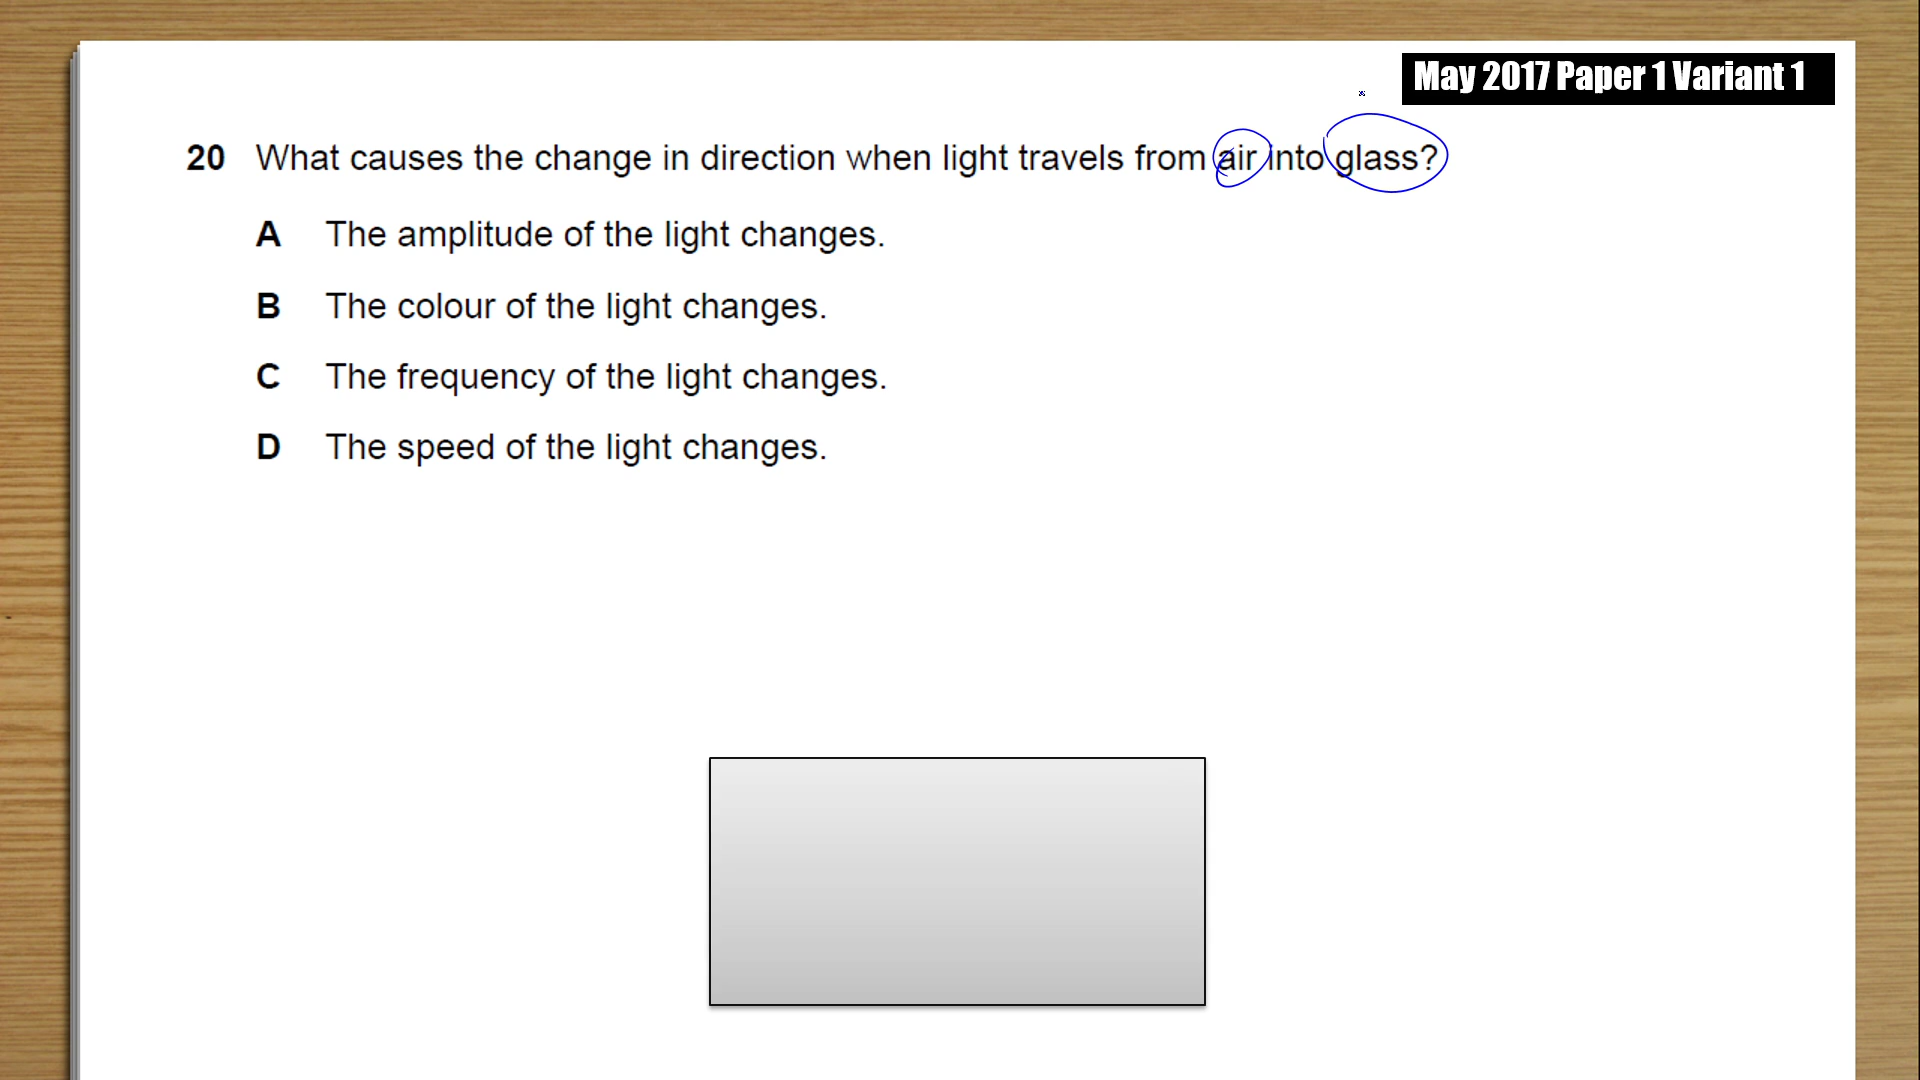 May 2017 Paper 1 Variant 1
20 What causes the change in direction when light travels from air into glass?
A The amplitude of the light changes.
B The colour of the light changes.
C The frequency of the light changes.
D The speed of the light changes.